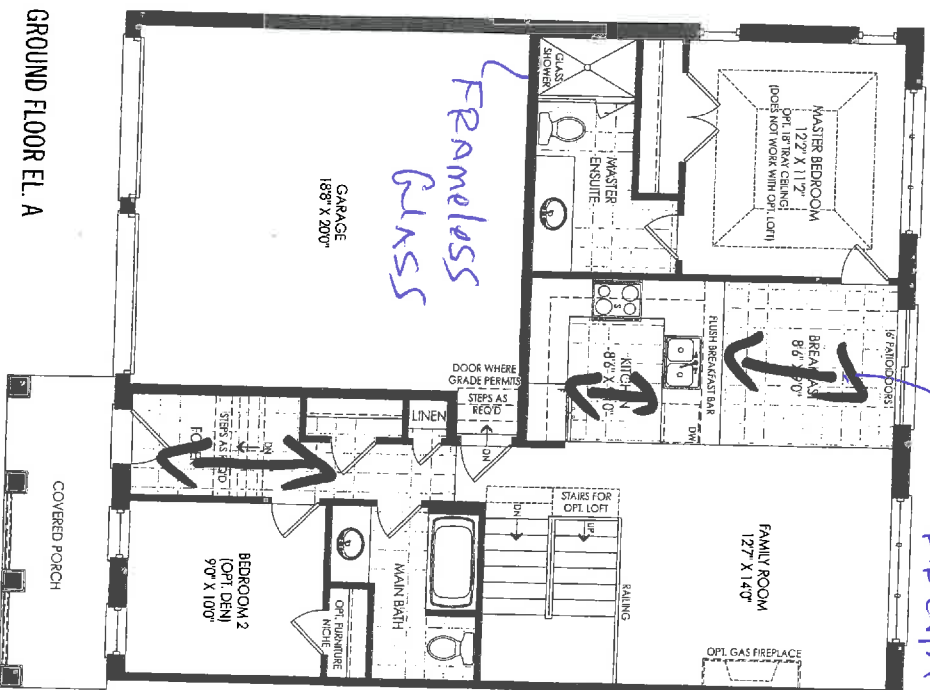 GROUND FLOOR EL. A
GARAGE
18'8" X 20'0"
FRAMELESS
GLASS
GLASS
SHOWER
MASTER
ENSUITE
MASTER BEDROOM
12'2" X 11'2"
OPT. 18" TRAY CEILING
(DOES NOT WORK WITH OPT. LOFT)
16' PATIO DOORS
BREAKFAST
8'6" X 9'0"
FLUSH BREAKFAST BAR
KITCHEN
8'6" X
DW
DOOR WHERE
GRADE PERMITS
STEPS AS
REQ'D
DN
LINEN
STEPS AS REQ'D
DN
COVERED PORCH
BEDROOM 2
(OPT. DEN)
9'0" X 10'0"
MAIN BATH
OPT. FURNITURE
NICHE
STAIRS FOR
OPT. LOFT
DN
UP
RAILING
FAMILY ROOM
12'7" X 14'0"
OPT. GAS FIREPLACE